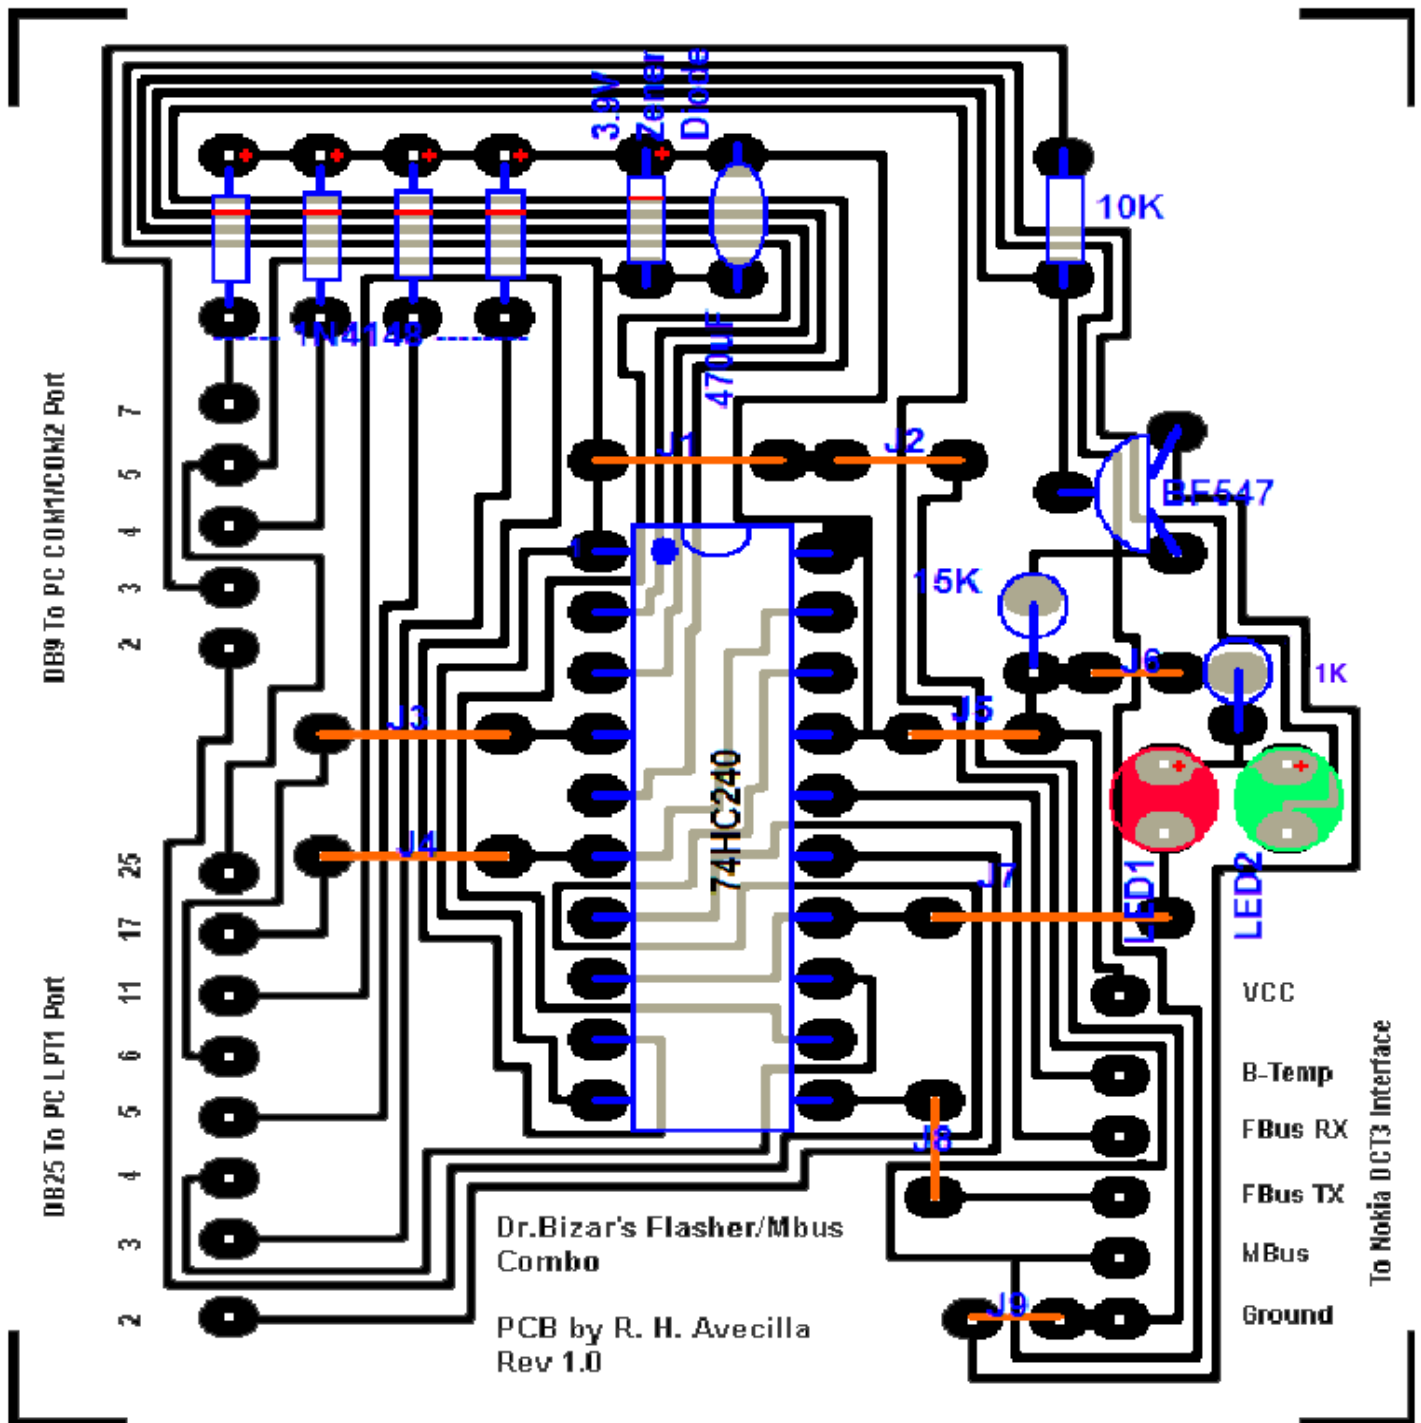 3.9V
Zener
Diode
10K
1N4148
470uF
DB9 To PC COM1/COM2 Port
7
5
4
3
2
J1
J2
BF547
1
15K
J6
1K
J3
J5
74HC240
J4
J7
LED1
LED2
DB25 To PC LPT1 Port
25
17
11
6
5
4
3
2
VCC
B-Temp
FBus RX
FBus TX
MBus
Ground
To Nokia DCT3 Interface
J8
J9
Dr.Bizar's Flasher/Mbus
Combo
PCB by R. H. Avecilla
Rev 1.0